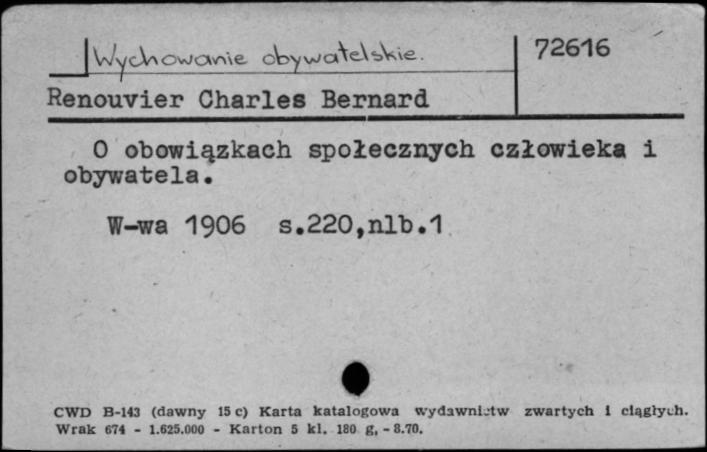 Wychowanie obywatelskie.
72616
Renouvier Charles Bernard
O obowiązkach społecznych człowieka i
obywatela.
W-wa 1906 s.220,nlb.1
CWD B-143 (dawny 15 c) Karta katalogowa wydawnictw zwartych i ciągłych.
Wrak 674 - 1.625.000 - Karton 5 kl. 180 g. - 8.70.